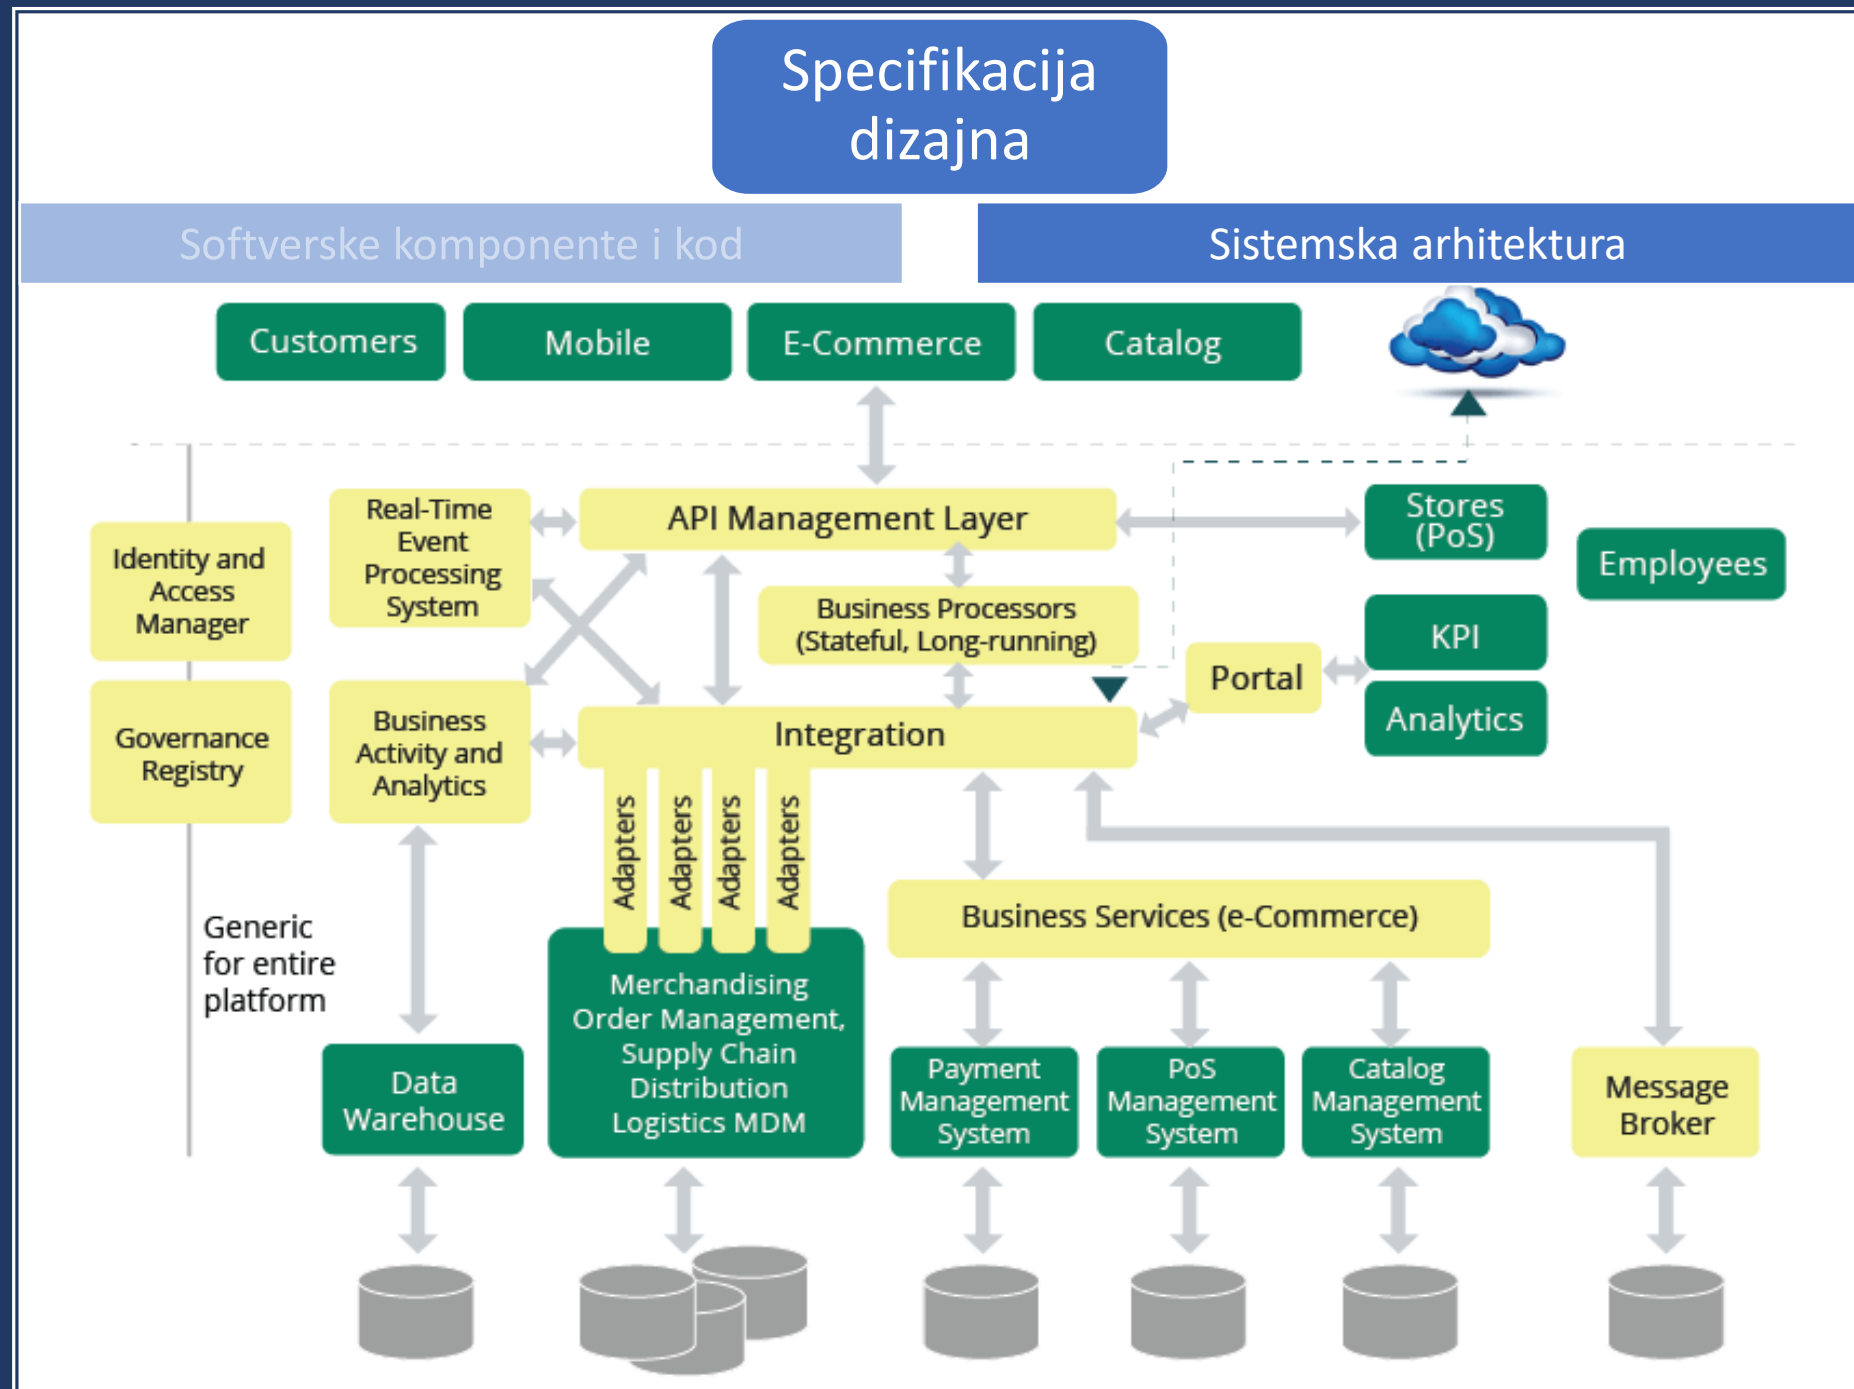 Specifikacija
dizajna
Softverske komponente i kod
Sistemska arhitektura
Customers
Mobile
E-Commerce
Catalog
Real-Time
Event
Processing
System
API Management Layer
Stores
(PoS)
Employees
Identity and
Access
Manager
Business Processors
(Stateful, Long-running)
KPI
Portal
Analytics
Governance
Registry
Business
Activity and
Analytics
Integration
Adapters
Adapters
Adapters
Adapters
Generic
for entire
platform
Business Services (e-Commerce)
Data
Warehouse
Merchandising
Order Management,
Supply Chain
Distribution
Logistics MDM
Payment
Management
System
PoS
Management
System
Catalog
Management
System
Message
Broker